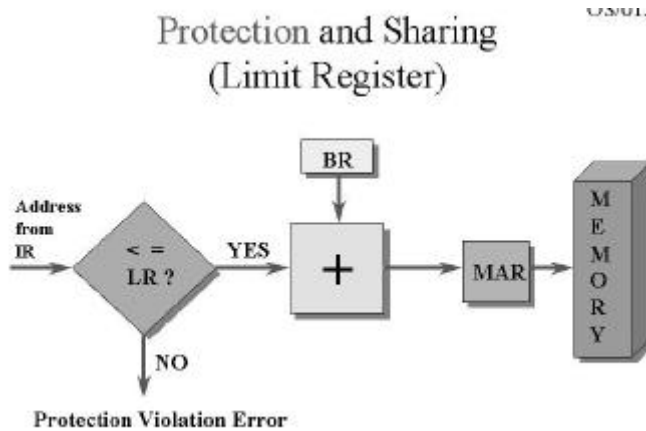 Protection and Sharing
(Limit Register)
BR
Address
from
IR
< =
LR ?
YES
+
MAR
M
E
M
O
R
Y
NO
Protection Violation Error